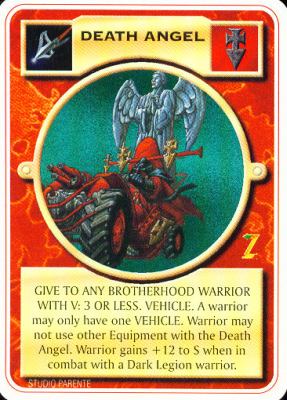 DEATH ANGEL
GIVE TO ANY BROTHERHOOD WARRIOR
WITH V: 3 OR LESS. VEHICLE. A warrior
may only have one VEHICLE. Warrior may
not use other Equipment with the Death
Angel. Warrior gains +12 to S when in
combat with a Dark Legion warrior.
STUDIO PARENTE